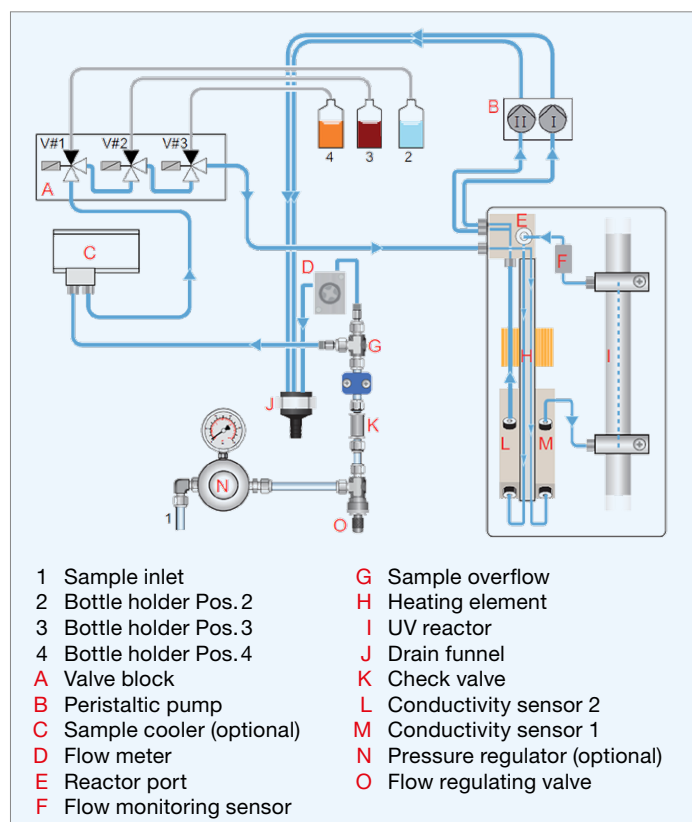 B
II I
V#1 V#2 V#3
4 3 2
A
E
C
F
D
G
H
I
J
K
L M
N
1
O
1 Sample inlet
2 Bottle holder Pos. 2
3 Bottle holder Pos. 3
4 Bottle holder Pos. 4
A Valve block
B Peristaltic pump
C Sample cooler (optional)
D Flow meter
E Reactor port
F Flow monitoring sensor
G Sample overflow
H Heating element
I UV reactor
J Drain funnel
K Check valve
L Conductivity sensor 2
M Conductivity sensor 1
N Pressure regulator (optional)
O Flow regulating valve